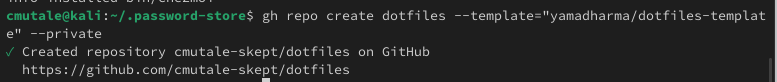 cmutale@kali:~/.password-store$ gh repo create dotfiles --template="yamadharma/dotfiles-templat
e" --private
✓ Created repository cmutale-skept/dotfiles on GitHub
https://github.com/cmutale-skept/dotfiles